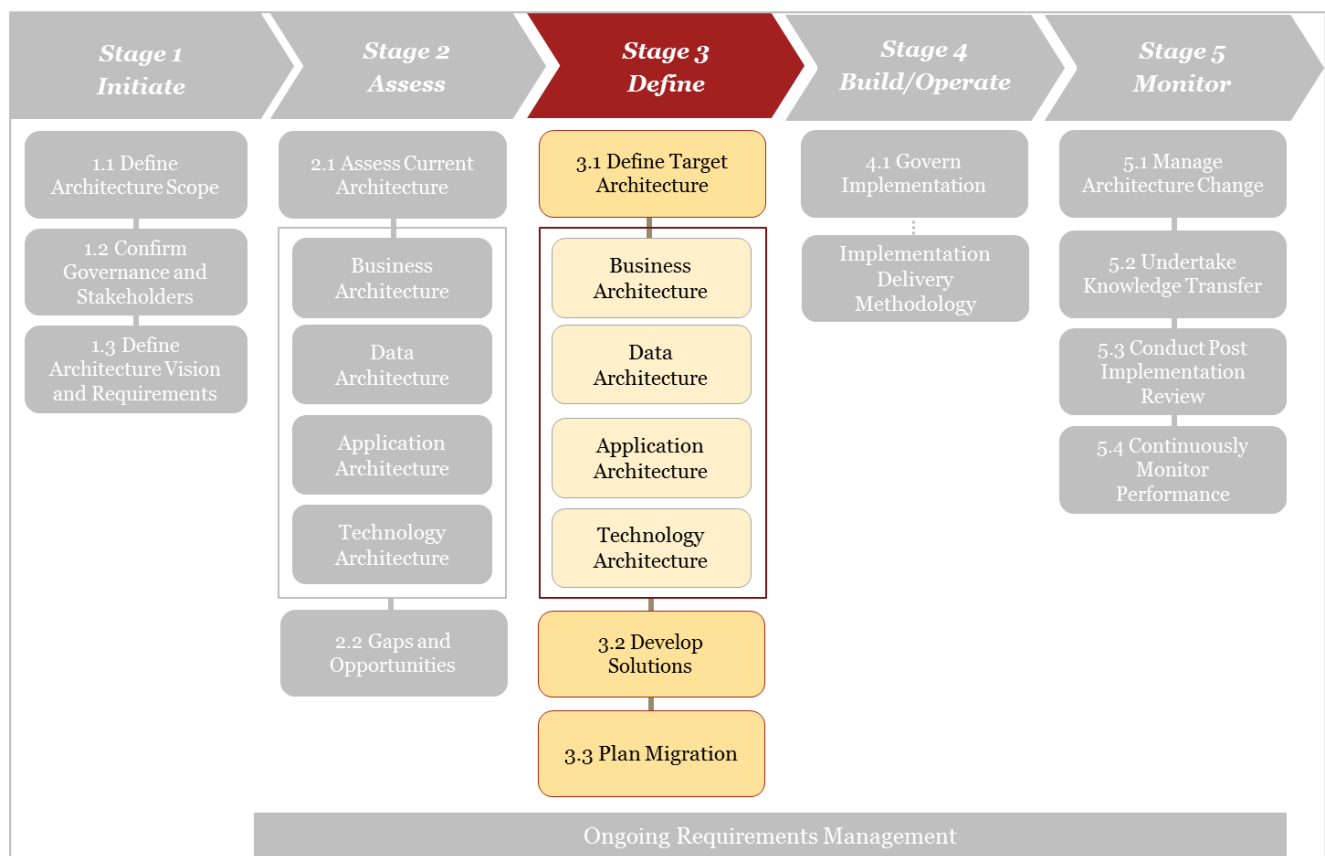 Stage 1
Initiate
Stage 2
Assess
Stage 3
Define
Stage 4
Build/Operate
Stage 5
Monitor
1.1 Define
Architecture Scope
1.2 Confirm
Governance and
Stakeholders
1.3 Define
Architecture Vision
and Requirements
2.1 Assess Current
Architecture
Business
Architecture
Data
Architecture
Application
Architecture
Technology
Architecture
2.2 Gaps and
Opportunities
3.1 Define Target
Architecture
Business
Architecture
Data
Architecture
Application
Architecture
Technology
Architecture
3.2 Develop
Solutions
3.3 Plan Migration
4.1 Govern
Implementation
Implementation
Delivery
Methodology
5.1 Manage
Architecture Change
5.2 Undertake
Knowledge Transfer
5.3 Conduct Post
Implementation
Review
5.4 Continuously
Monitor
Performance
Ongoing Requirements Management